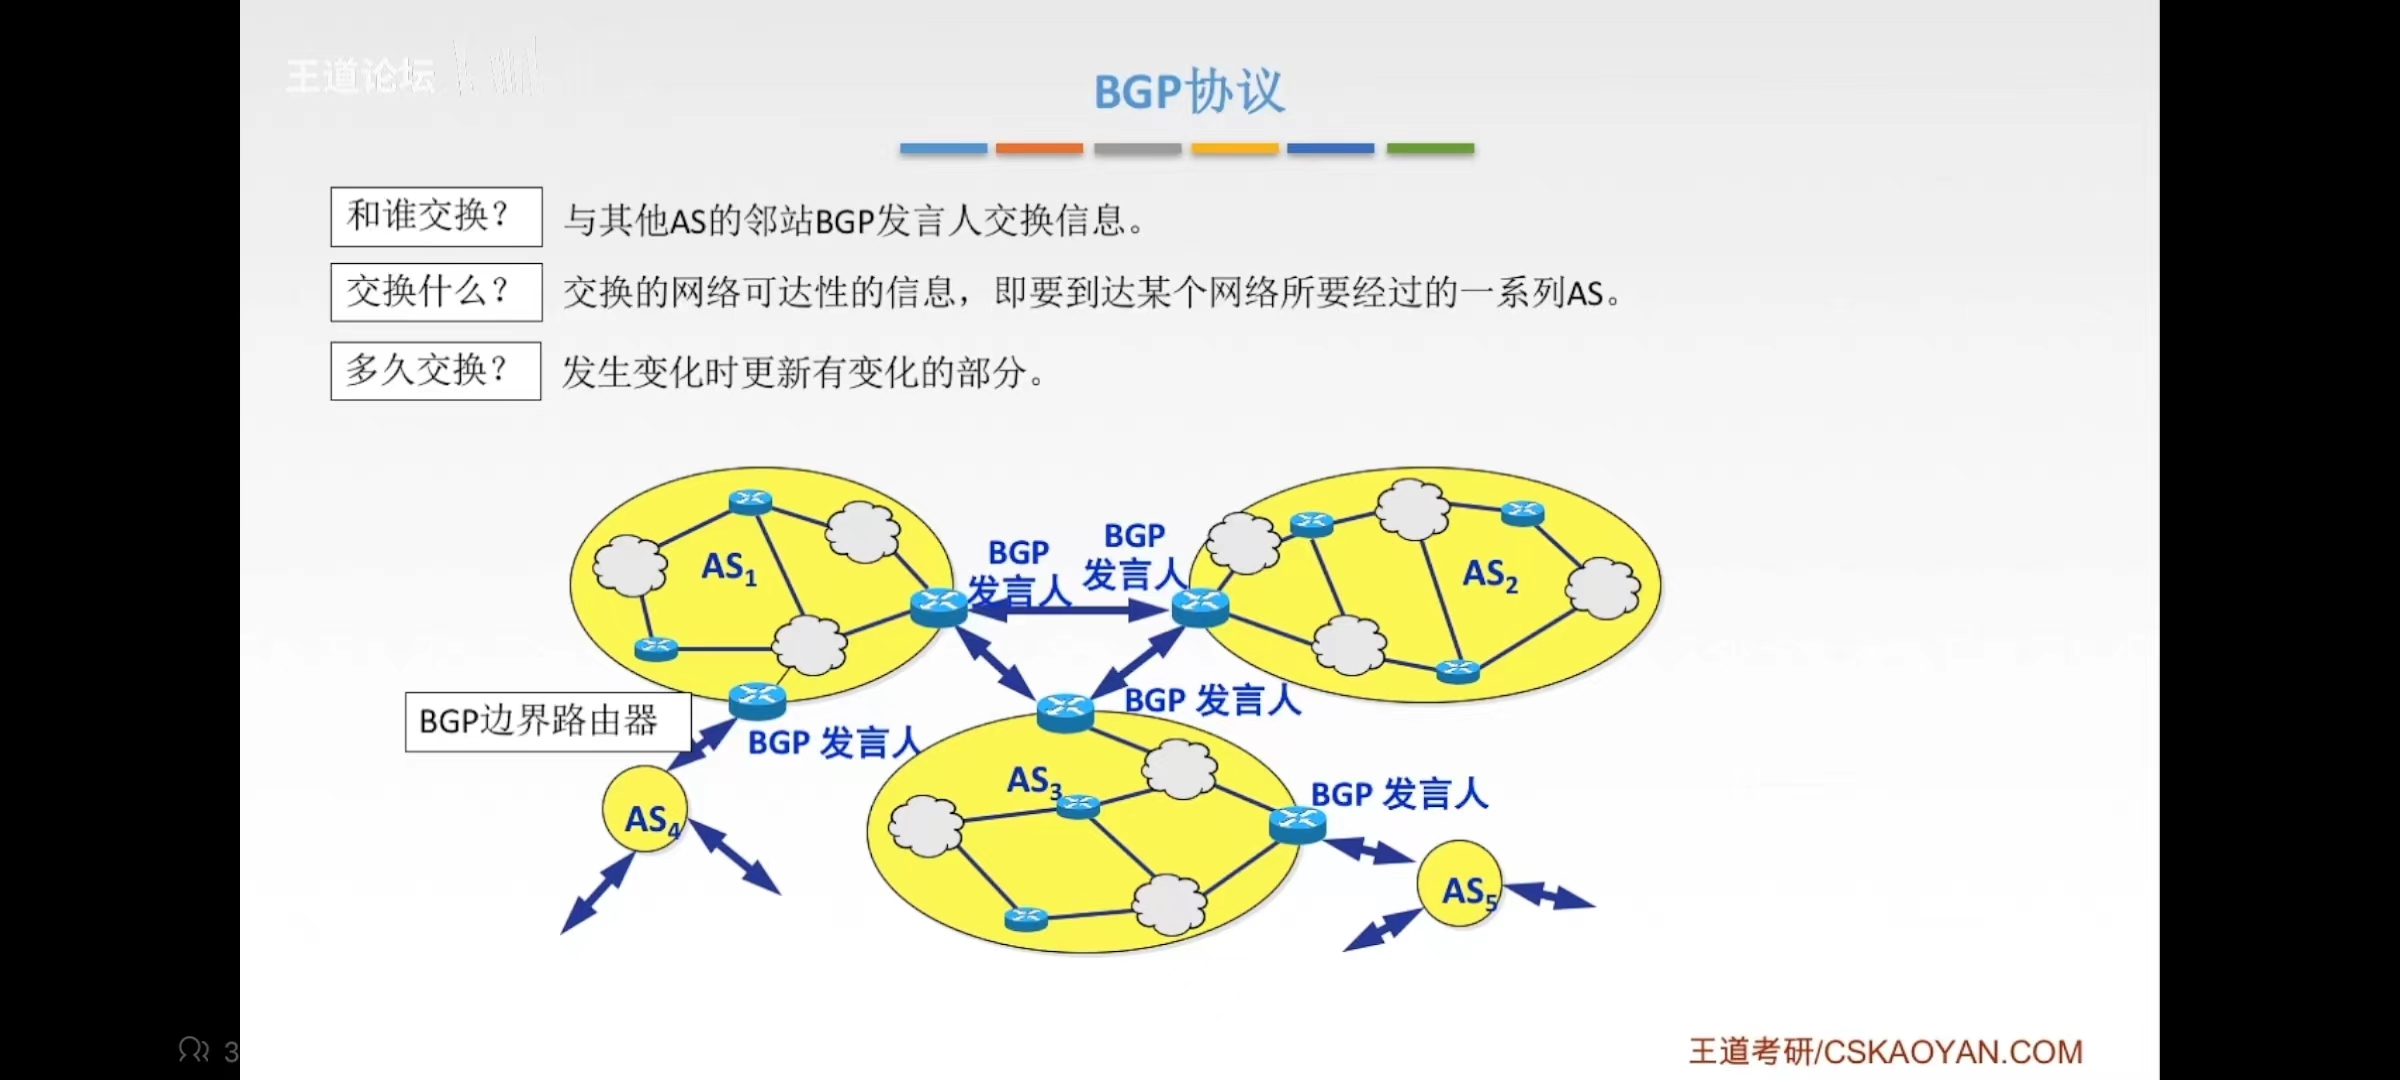 王道论坛
BGP协议
和谁交换？ 与其他AS的邻站BGP发言人交换信息。
交换什么？ 交换的网络可达性的信息，即要到达某个网络所要经过的一系列AS。
多久交换？ 发生变化时更新有变化的部分。
BGP
发言人
BGP
发言人
AS1
AS2
BGP 发言人
BGP边界路由器
BGP 发言人
AS3
BGP 发言人
AS4
AS5
3
王道考研/CSKAOYAN.COM